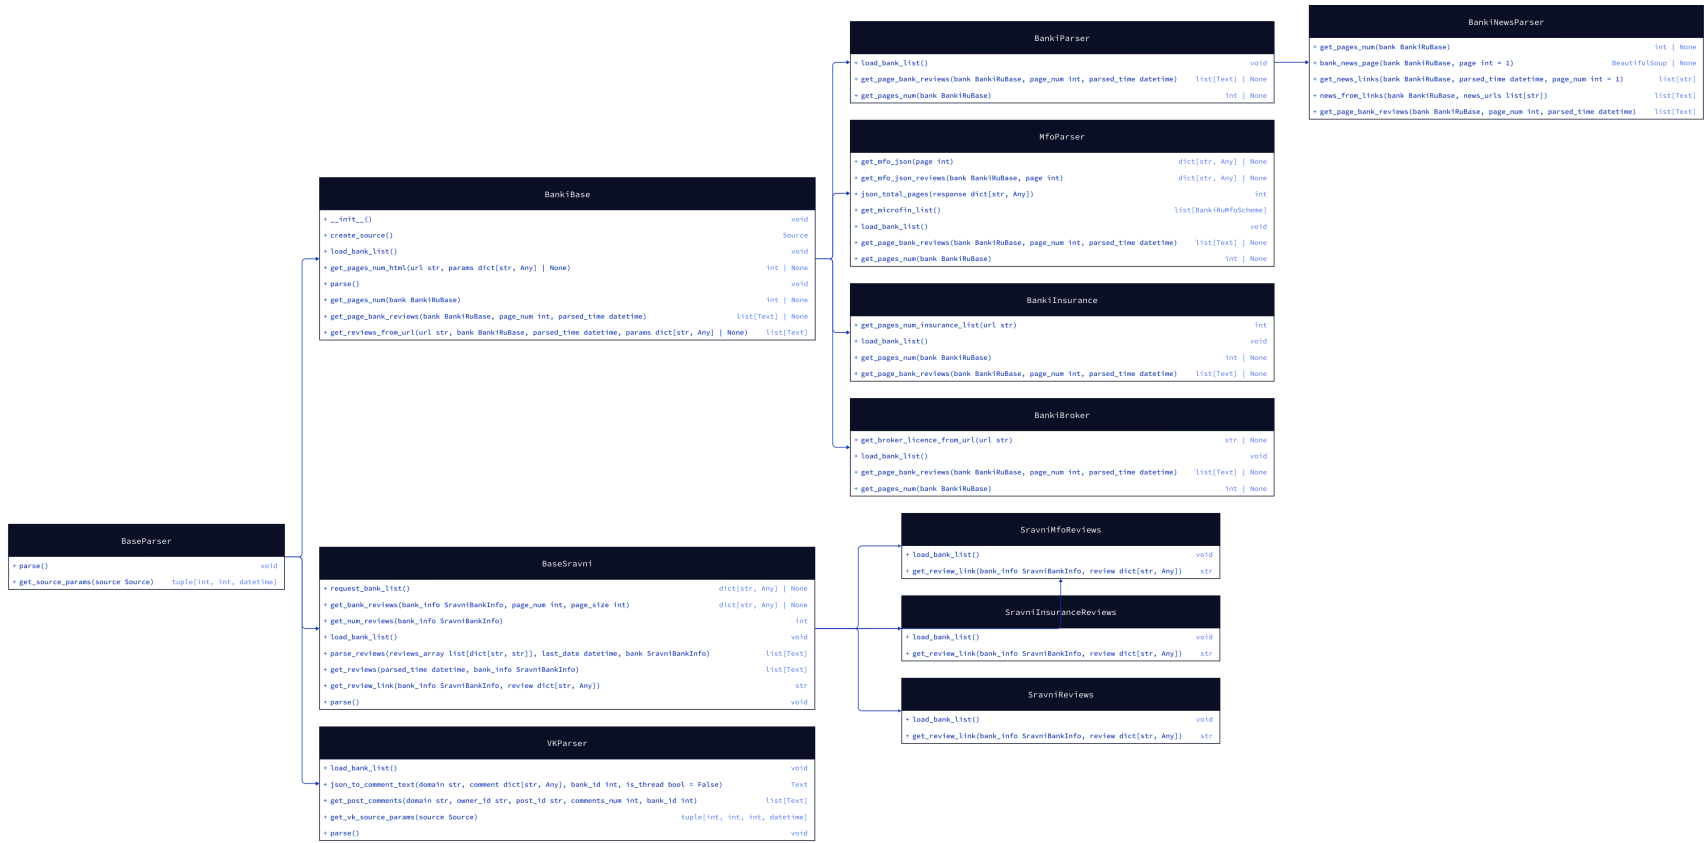 BaseParser
+ parse() void
+ get_source_params(source Source) tuple[int, int, datetime]
BankiBase
+ __init__() void
+ create_source() Source
+ load_bank_list() void
+ get_pages_num_html(url str, params dict[str, Any] | None) int | None
+ parse() void
+ get_pages_num(bank BankiRuBase) int | None
+ get_page_bank_reviews(bank BankiRuBase, page_num int, parsed_time datetime) list[Text] | None
+ get_reviews_from_url(url str, bank BankiRuBase, parsed_time datetime, params dict[str, Any] | None) list[Text]
BaseSravni
+ request_bank_list() dict[str, Any] | None
+ get_bank_reviews(bank_info SravniBankInfo, page_num int, page_size int) dict[str, Any] | None
+ get_num_reviews(bank_info SravniBankInfo) int
+ load_bank_list() void
+ parse_reviews(reviews_array list[dict[str, str]], last_date datetime, bank SravniBankInfo) list[Text]
+ get_reviews(parsed_time datetime, bank_info SravniBankInfo) list[Text]
+ get_review_link(bank_info SravniBankInfo, review dict[str, Any]) str
+ parse() void
VKParser
+ load_bank_list() void
+ json_to_comment_text(domain str, comment dict[str, Any], bank_id int, is_thread bool = False) Text
+ get_post_comments(domain str, owner_id str, post_id str, comments_num int, bank_id int) list[Text]
+ get_vk_source_params(source Source) tuple[int, int, int, datetime]
+ parse() void
BankiParser
+ load_bank_list() void
+ get_page_bank_reviews(bank BankiRuBase, page_num int, parsed_time datetime) list[Text] | None
+ get_pages_num(bank BankiRuBase) int | None
MfoParser
+ get_mfo_json(page int) dict[str, Any] | None
+ get_mfo_json_reviews(bank BankiRuBase, page int) dict[str, Any] | None
+ json_total_pages(response dict[str, Any]) int
+ get_microfin_list() list[BankiRuMfoScheme]
+ load_bank_list() void
+ get_page_bank_reviews(bank BankiRuBase, page_num int, parsed_time datetime) list[Text] | None
+ get_pages_num(bank BankiRuBase) int | None
BankiInsurance
+ get_pages_num_insurance_list(url str) int
+ load_bank_list() void
+ get_pages_num(bank BankiRuBase) int | None
+ get_page_bank_reviews(bank BankiRuBase, page_num int, parsed_time datetime) list[Text] | None
BankiBroker
+ get_broker_licence_from_url(url str) str | None
+ load_bank_list() void
+ get_page_bank_reviews(bank BankiRuBase, page_num int, parsed_time datetime) list[Text] | None
+ get_pages_num(bank BankiRuBase) int | None
SravniMfoReviews
+ load_bank_list() void
+ get_review_link(bank_info SravniBankInfo, review dict[str, Any]) str
SravniInsuranceReviews
+ load_bank_list() void
+ get_review_link(bank_info SravniBankInfo, review dict[str, Any]) str
SravniReviews
+ load_bank_list() void
+ get_review_link(bank_info SravniBankInfo, review dict[str, Any]) str
BankiNewsParser
+ get_pages_num(bank BankiRuBase) int | None
+ bank_news_page(bank BankiRuBase, page int = 1) BeautifulSoup | None
+ get_news_links(bank BankiRuBase, parsed_time datetime, page_num int = 1) list[str]
+ news_from_links(bank BankiRuBase, news_urls list[str]) list[Text]
+ get_page_bank_reviews(bank BankiRuBase, page_num int, parsed_time datetime) list[Text]